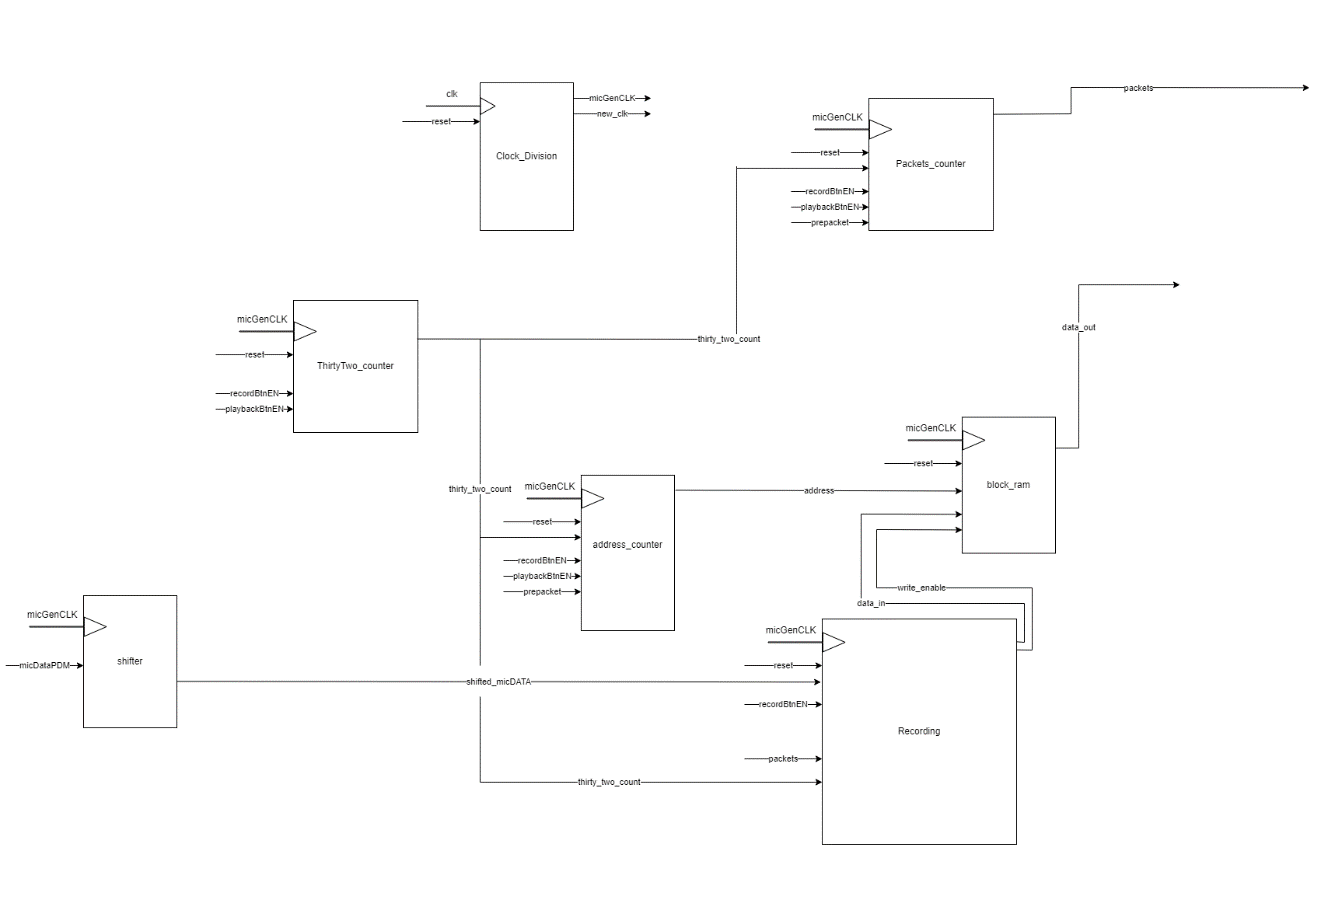 clk
reset
micGenCLK
new_clk
Clock_Division
packets
micGenCLK
reset
recordBtnEN
playbackBtnEN
prepacket
Packets_counter
micGenCLK
reset
recordBtnEN
playbackBtnEN
ThirtyTwo_counter
thirty_two_count
data_out
micGenCLK
reset
block_ram
thirty_two_count
micGenCLK
reset
recordBtnEN
playbackBtnEN
prepacket
address_counter
address
write_enable
data_in
micGenCLK
micDataPDM
shifter
shifted_micDATA
micGenCLK
reset
recordBtnEN
packets
thirty_two_count
Recording